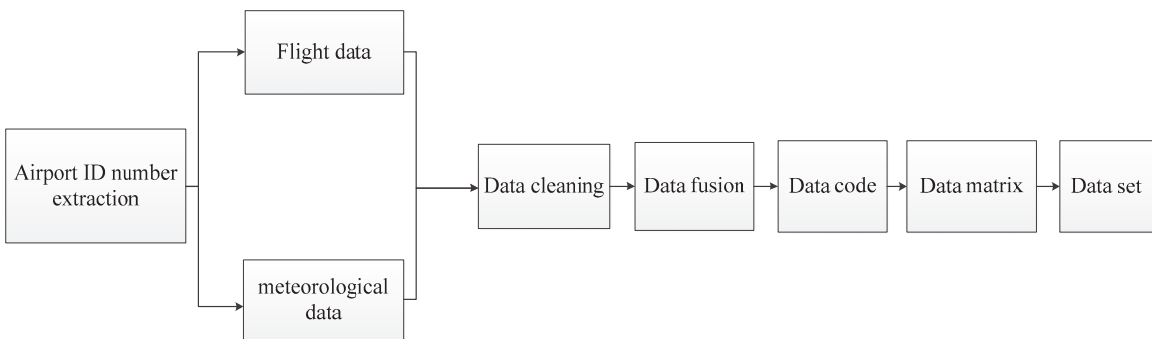 Flight data
Airport ID number
extraction
meteorological
data
Data cleaning
Data fusion
Data code
Data matrix
Data set